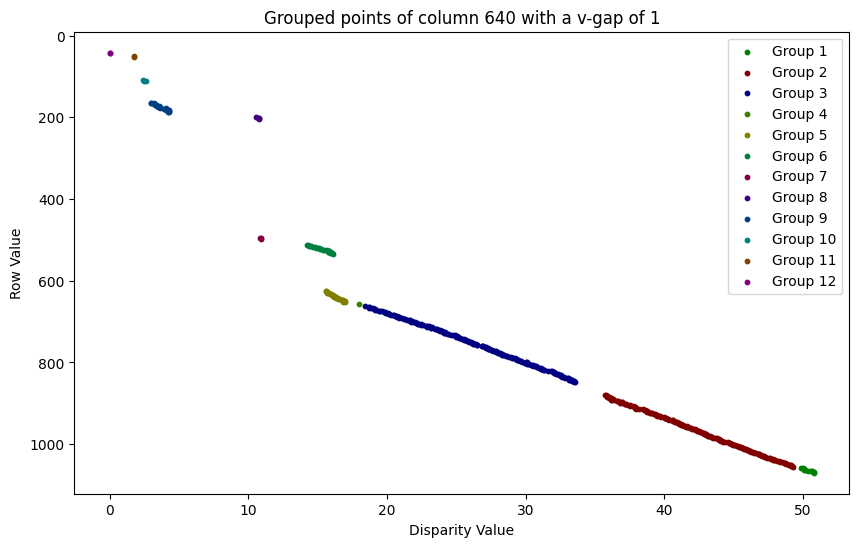 Grouped points of column 640 with a v-gap of 1
Row Value
0
200
400
600
800
1000
0 10 20 30 40 50
Disparity Value
Group 1
Group 2
Group 3
Group 4
Group 5
Group 6
Group 7
Group 8
Group 9
Group 10
Group 11
Group 12